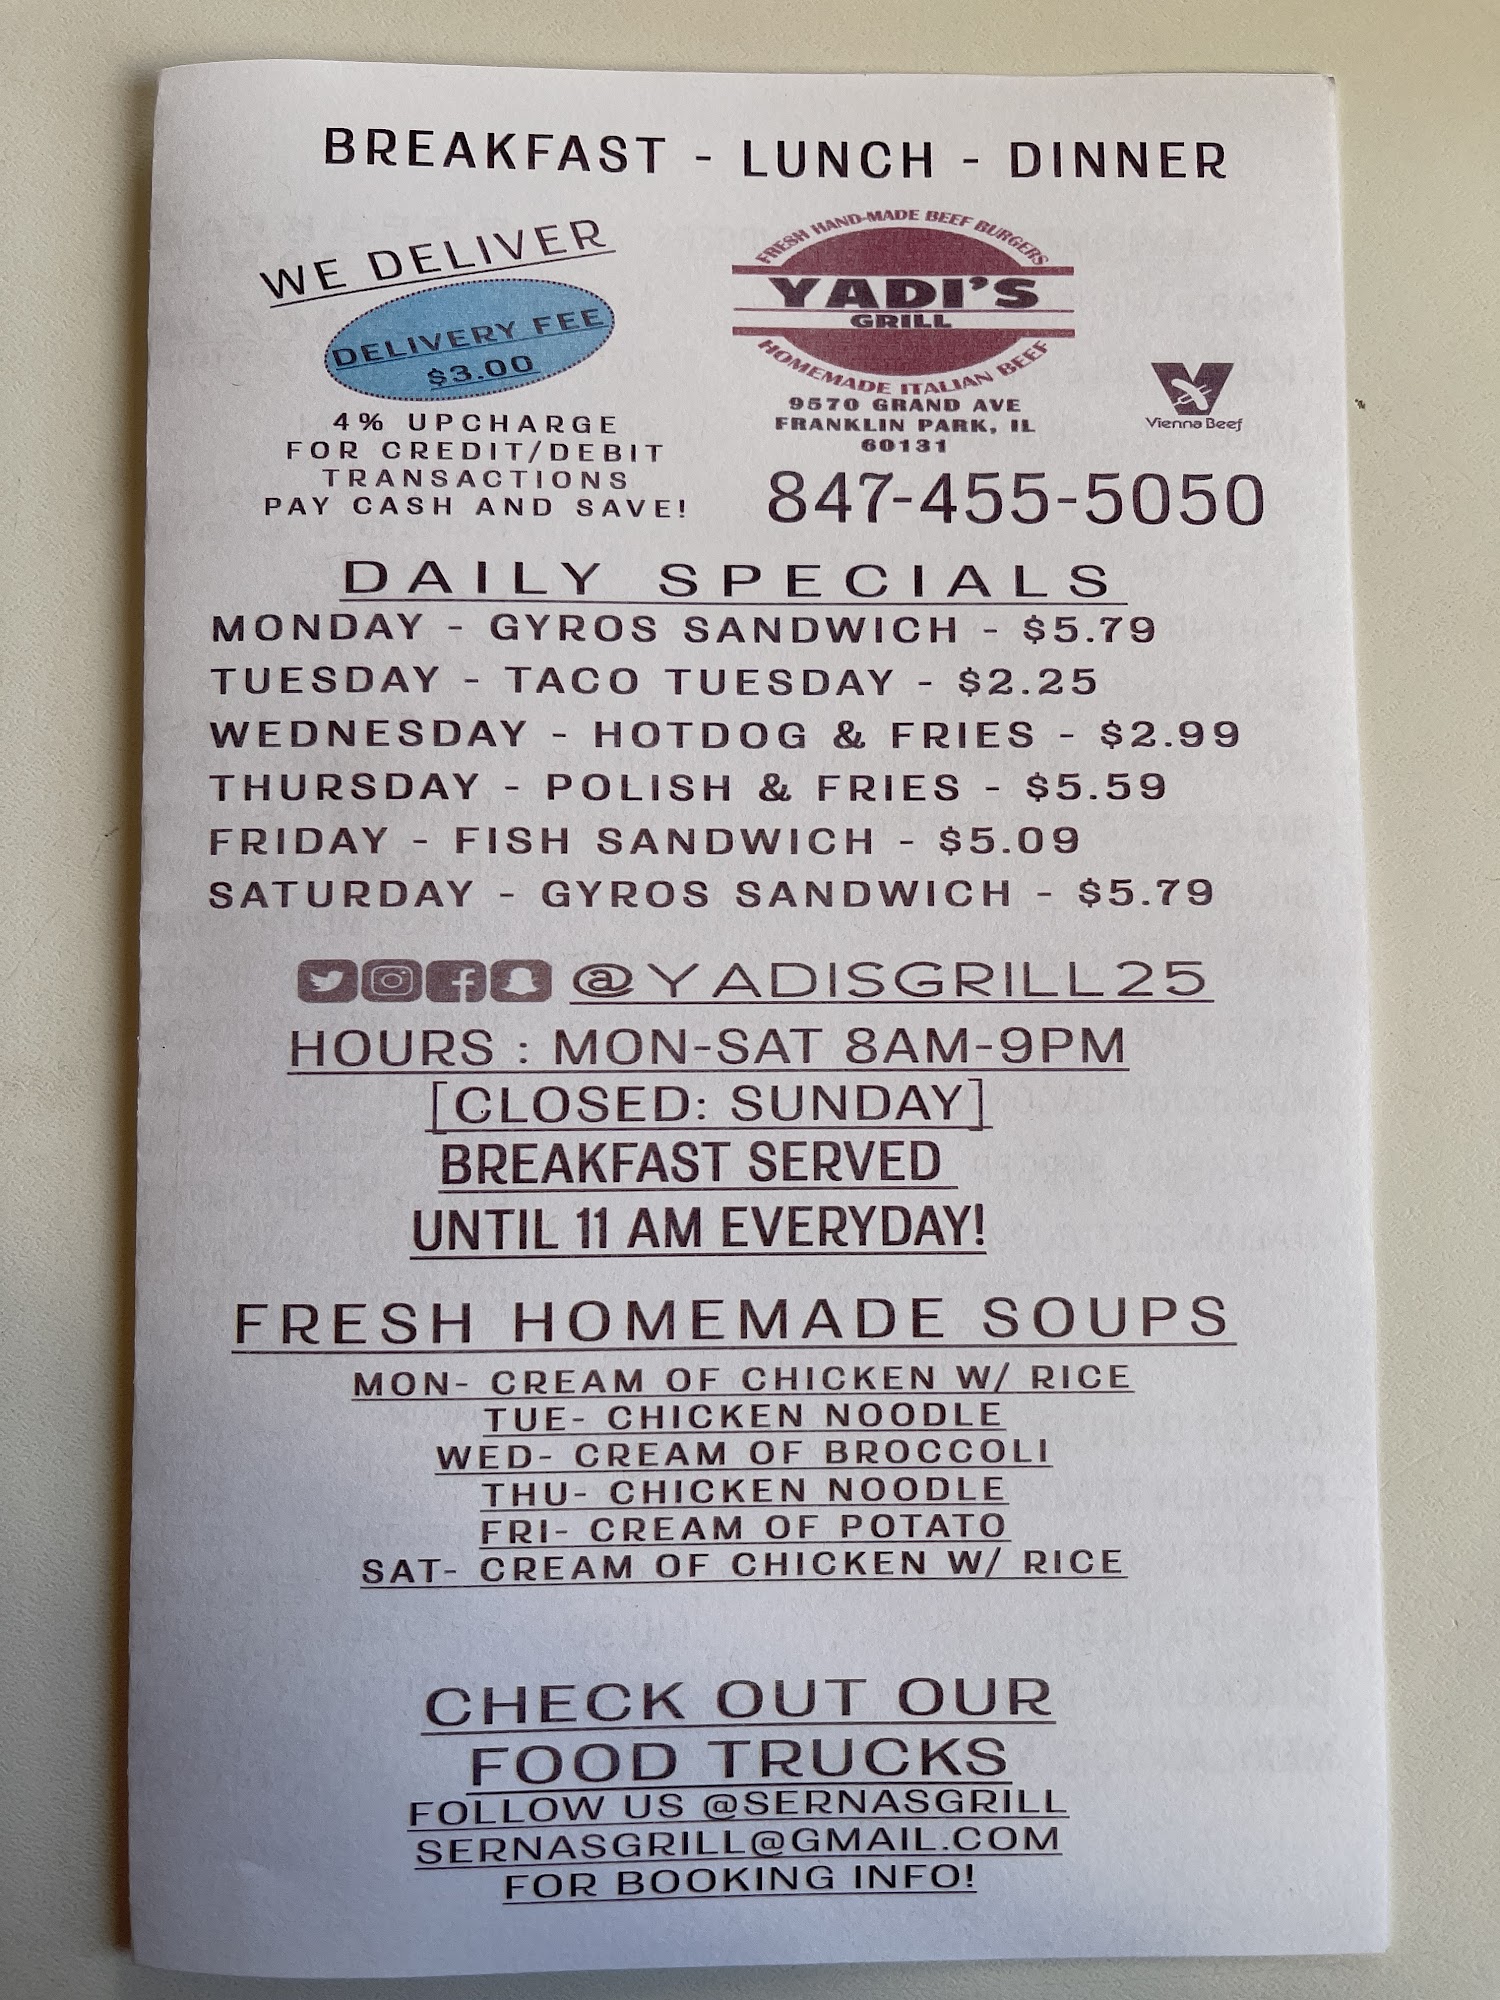 BREAKFAST - LUNCH - DINNER
WE DELIVER
DELIVERY FEE
$3.00
4% UPCHARGE
FOR CREDIT/DEBIT
TRANSACTIONS
PAY CASH AND SAVE!
FRESH HAND-MADE BEEF BURGERS
YADI'S
GRILL
HOMEMADE ITALIAN BEEF
9570 GRAND AVE
FRANKLIN PARK, IL
60131
Vienna Beef
847-455-5050
DAILY SPECIALS
MONDAY - GYROS SANDWICH - $5.79
TUESDAY - TACO TUESDAY - $2.25
WEDNESDAY - HOTDOG & FRIES - $2.99
THURSDAY - POLISH & FRIES - $5.59
FRIDAY - FISH SANDWICH - $5.09
SATURDAY - GYROS SANDWICH - $5.79
@YADISGRILL25
HOURS : MON-SAT 8AM-9PM
[CLOSED: SUNDAY]
BREAKFAST SERVED
UNTIL 11 AM EVERYDAY!
FRESH HOMEMADE SOUPS
MON- CREAM OF CHICKEN W/ RICE
TUE- CHICKEN NOODLE
WED- CREAM OF BROCCOLI
THU- CHICKEN NOODLE
FRI- CREAM OF POTATO
SAT- CREAM OF CHICKEN W/ RICE
CHECK OUT OUR
FOOD TRUCKS
FOLLOW US @SERNASGRILL
SERNASGRILL@GMAIL.COM
FOR BOOKING INFO!